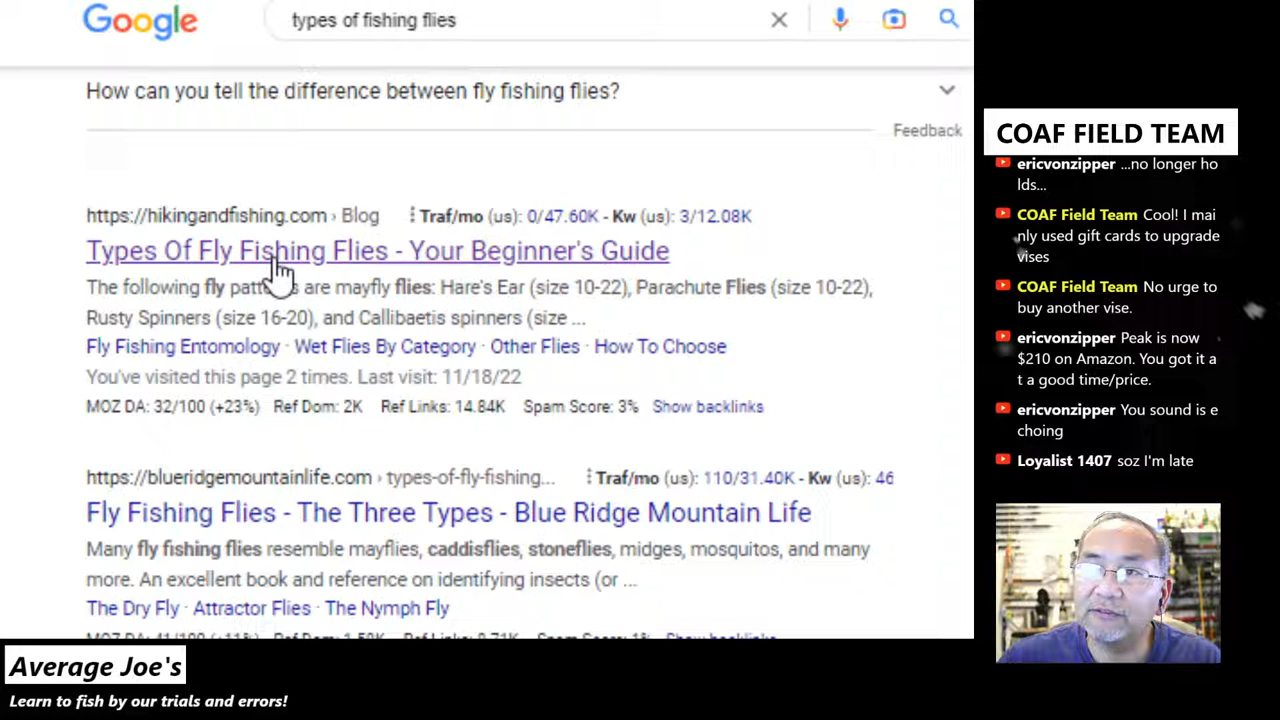 Google
types of fishing flies
How can you tell the difference between fly fishing flies?
Feedback
https://hikingandfishing.com › Blog
Traf/mo (us): 0/47.60K - Kw (us): 3/12.08K
Types Of Fly Fishing Flies - Your Beginner's Guide
The following fly are mayfly flies: Hare's Ear (size 10-22), Parachute Flies (size 10-22),
Rusty Spinners (size 16-20), and Callibaetis spinners (size ...
Fly Fishing Entomology · Wet Flies By Category · Other Flies · How To Choose
You've visited this page 2 times. Last visit: 11/18/22
MOZ DA: 32/100 (+23%) Ref Dom: 2K Ref Links: 14.84K Spam Score: 3% Show backlinks
https://blueridgemountainlife.com › types-of-fly-fishing...
Traf/mo (us): 110/31.40K - Kw (us): 46
Fly Fishing Flies - The Three Types - Blue Ridge Mountain Life
Many fly fishing flies resemble mayflies, caddisflies, stoneflies, midges, mosquitos, and many
more. An excellent book and reference on identifying insects (or ...
The Dry Fly · Attractor Flies · The Nymph Fly
COAF FIELD TEAM
ericvonzipper ...no longer ho
lds...
COAF Field Team Cool! I mai
nly used gift cards to upgrade
vises
COAF Field Team No urge to
buy another vise.
ericvonzipper Peak is now
$210 on Amazon. You got it a
t a good time/price.
ericvonzipper You sound is e
choing
Loyalist 1407 soz I'm late
Average Joe's
Learn to fish by our trials and errors!